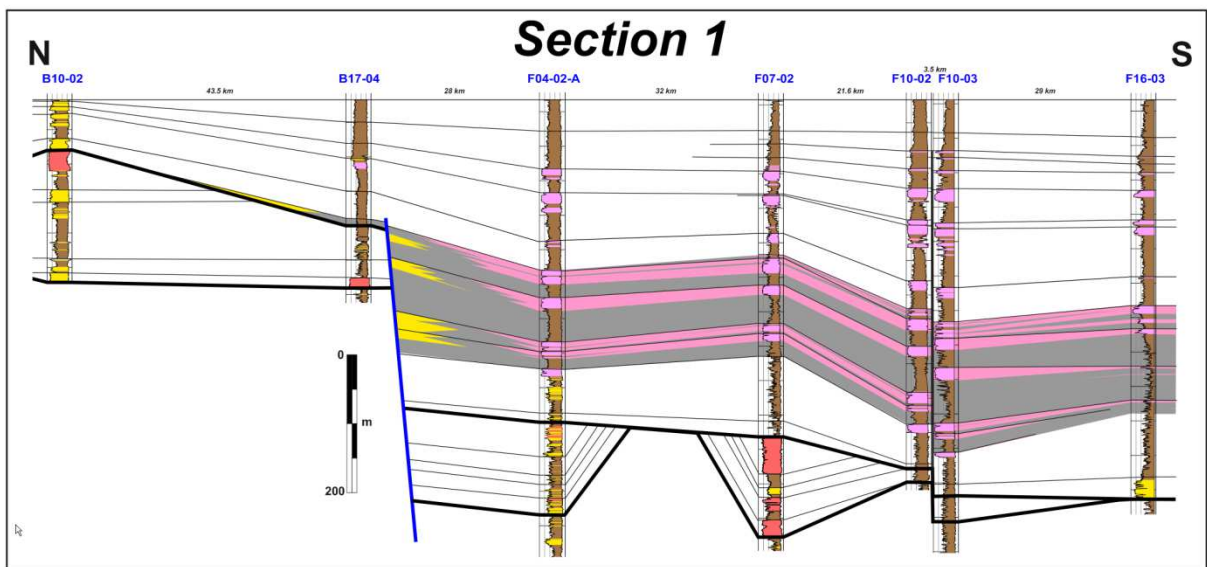 Section 1
N
S
B10-02
B17-04
F04-02-A
F07-02
F10-02
F10-03
F16-03
43.5 km
28 km
32 km
21.6 km
3.5 km
29 km
0
m
200